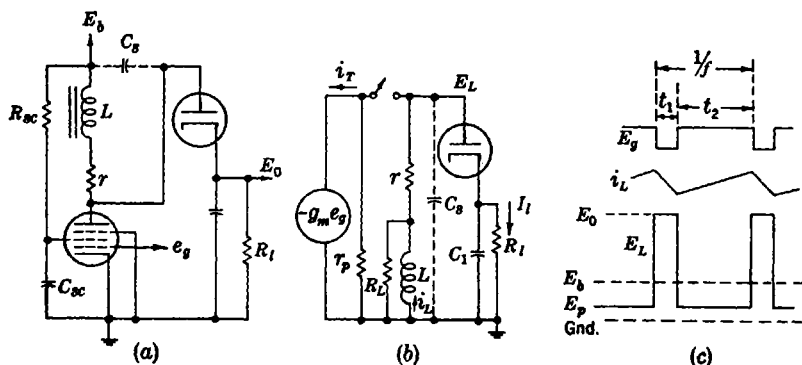 E_b
C_s
R_sc
L
r
E_0
e_g
R_l
C_sc
(a)
i_T
E_L
r
C_s
-g_m e_g
r_p
R_L
L
i_L
C_1
I_l
R_l
(b)
1/f
t_1
t_2
E_g
i_L
E_0
E_L
E_b
E_p
Gnd.
(c)